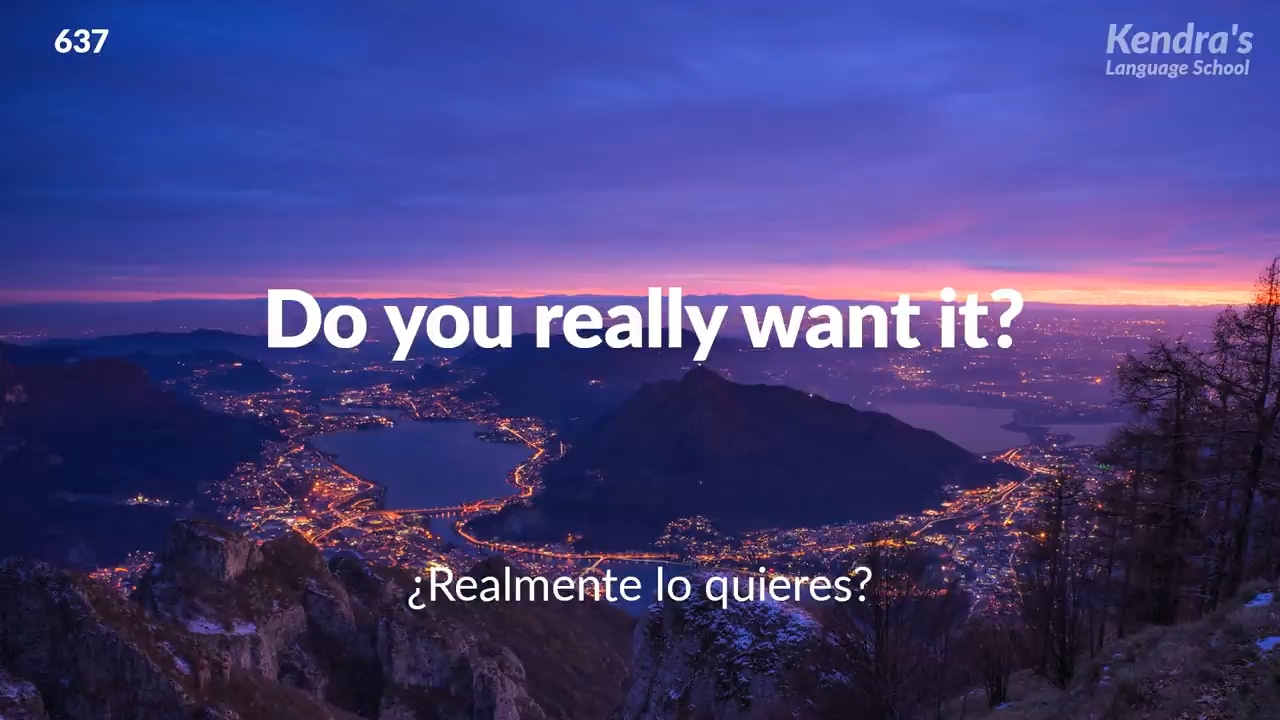 637
Kendra's
Language School
Do you really want it?
¿Realmente lo quieres?